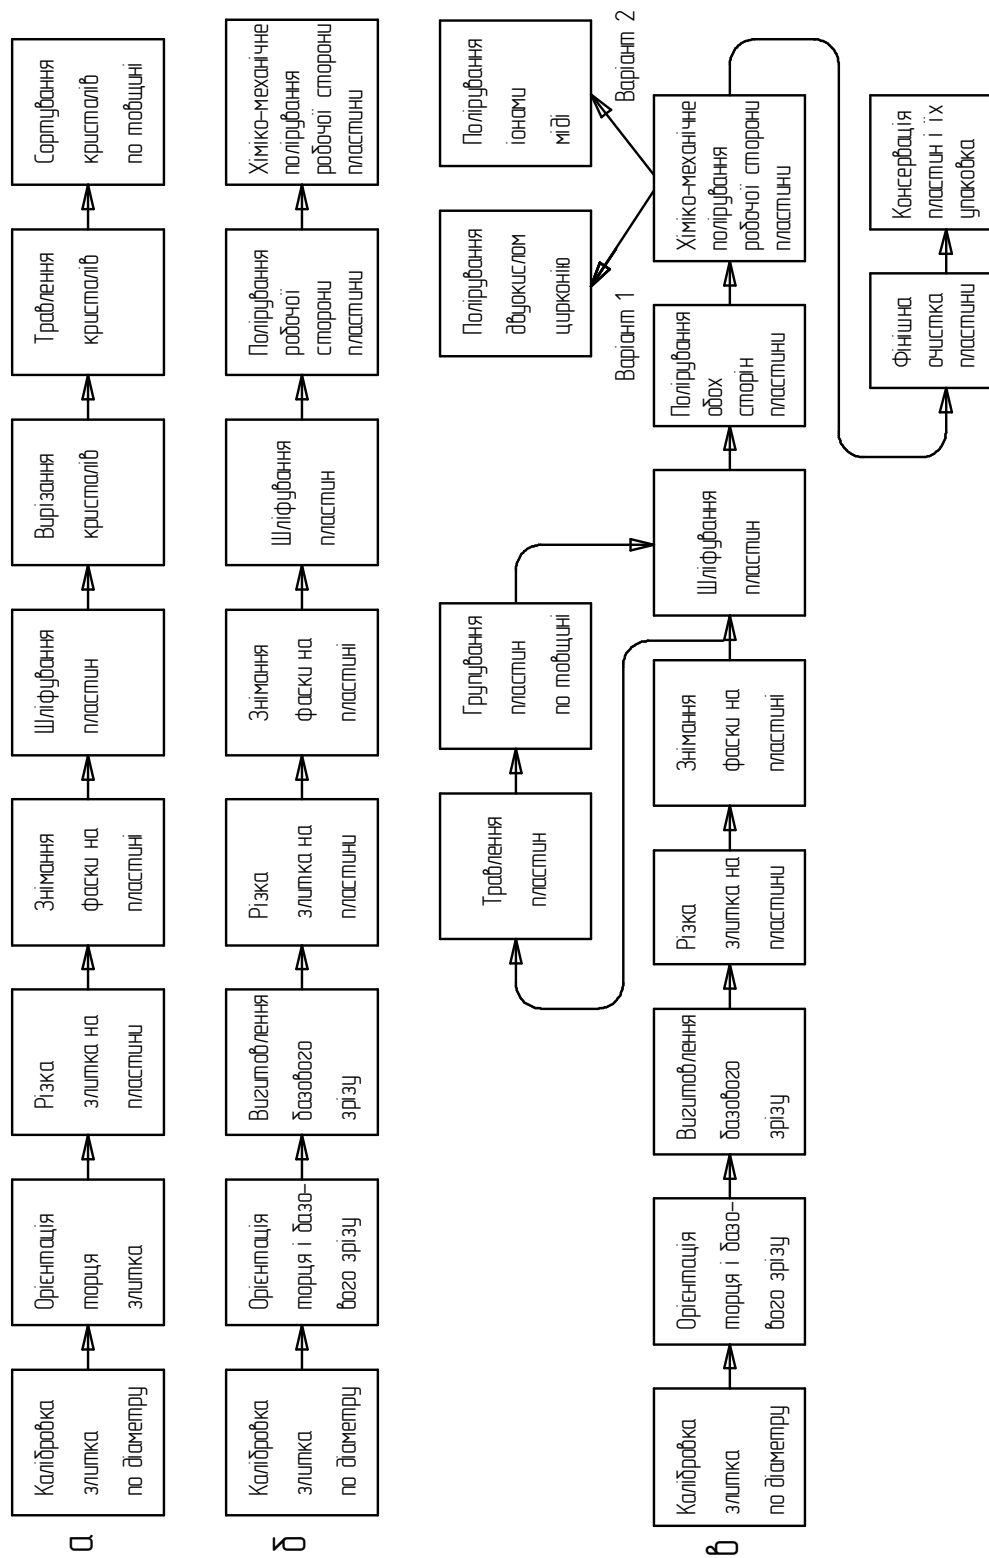 а
Калібровка
злитка
по діаметру
Орієнтація
торця
злитка
Різка
злитка на
пластини
Знімання
фаски на
пластині
Шліфування
пластин
Вирізання
кристалів
Травлення
кристалів
Сортування
кристалів
по товщині
б
Калібровка
злитка
по діаметру
Орієнтація
торця і базо-
вого зрізу
Вигитовлення
базового
зрізу
Різка
злитка на
пластини
Знімання
фаски на
пластині
Шліфування
пластин
Полірування
робочої
сторони
пластини
Хіміко-механічне
полірування
робочої сторони
пластини
в
Калібровка
злитка
по діаметру
Орієнтація
торця і базо-
вого зрізу
Вигитовлення
базового
зрізу
Різка
злитка на
пластини
Знімання
фаски на
пластині
Травлення
пластин
Групування
пластин
по товщині
Шліфування
пластин
Полірування
обох
сторін
пластини
Хіміко-механічне
полірування
робочої сторони
пластини
Варіант 1
Полірування
двуокислом
цирконію
Варіант 2
Полірування
іонами
міді
Фінішна
очистка
пластини
Консервація
пластин і їх
упаковка